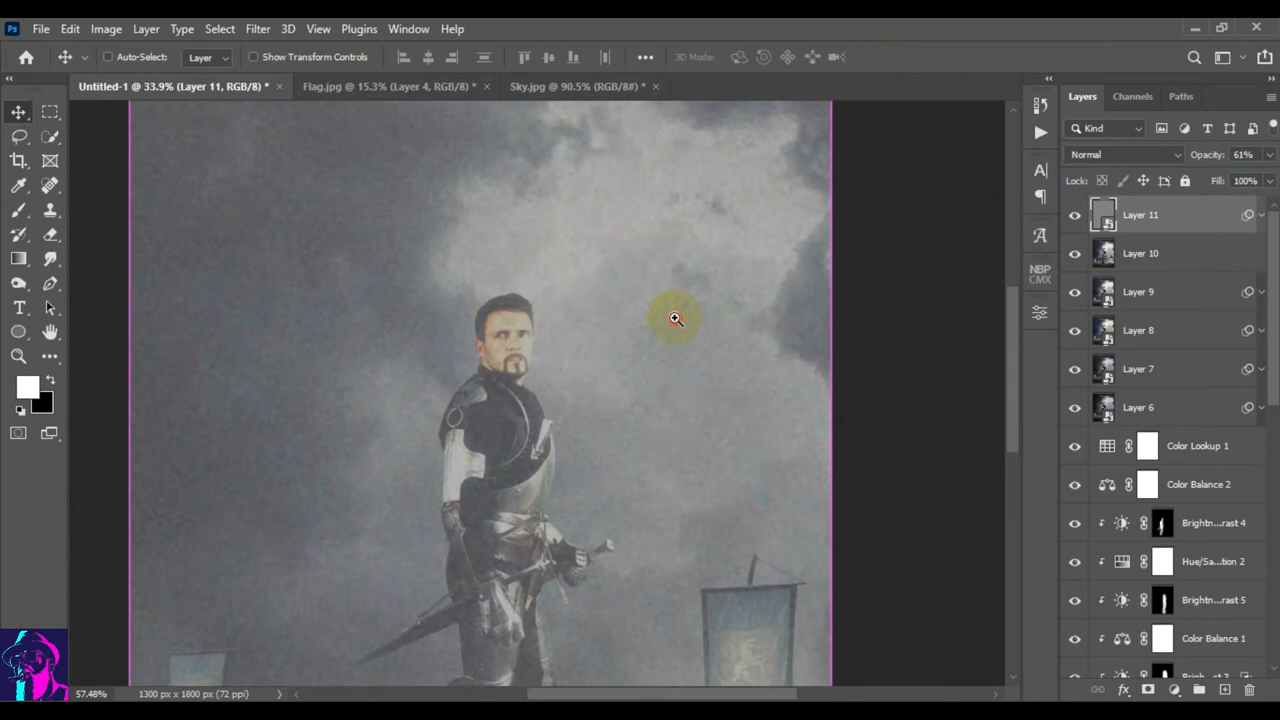 Ps File Edit Image Layer Type Select Filter 3D View Plugins Window Help
Auto-Select: Layer Show Transform Controls 3D Mode:
Untitled-1 @ 33.9% (Layer 11, RGB/8) * × Flag.jpg @ 15.3% (Layer 4, RGB/8) * × Sky.jpg @ 90.5% (RGB/8#) * ×
Layers Channels Paths
Kind
Normal Opacity: 61%
Lock: Fill: 100%
Layer 11
Layer 10
NBP
CMX
Layer 9
Layer 8
Layer 7
Layer 6
Color Lookup 1
Color Balance 2
Brightn...rast 4
Hue/Sa...tion 2
Brightn...rast 5
Color Balance 1
57.48% 1300 px x 1800 px (72 ppi)